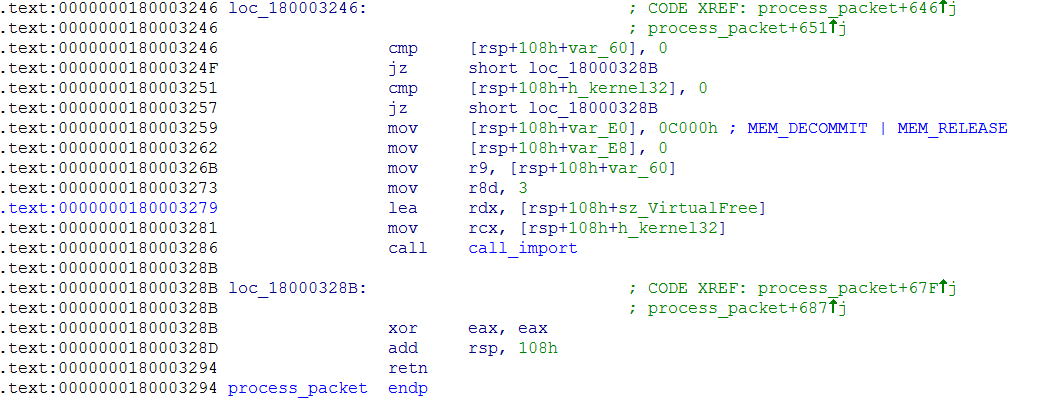 .text:0000000180003246 loc_180003246: ; CODE XREF: process_packet+646↑j
.text:0000000180003246 ; process_packet+651↑j
.text:0000000180003246 cmp [rsp+108h+var_60], 0
.text:000000018000324F jz short loc_18000328B
.text:0000000180003251 cmp [rsp+108h+h_kernel32], 0
.text:0000000180003257 jz short loc_18000328B
.text:0000000180003259 mov [rsp+108h+var_E0], 0C000h ; MEM_DECOMMIT | MEM_RELEASE
.text:0000000180003262 mov [rsp+108h+var_E8], 0
.text:000000018000326B mov r9, [rsp+108h+var_60]
.text:0000000180003273 mov r8d, 3
.text:0000000180003279 lea rdx, [rsp+108h+sz_VirtualFree]
.text:0000000180003281 mov rcx, [rsp+108h+h_kernel32]
.text:0000000180003286 call call_import
.text:000000018000328B
.text:000000018000328B loc_18000328B: ; CODE XREF: process_packet+67F↑j
.text:000000018000328B ; process_packet+687↑j
.text:000000018000328B xor eax, eax
.text:000000018000328D add rsp, 108h
.text:0000000180003294 retn
.text:0000000180003294 process_packet endp